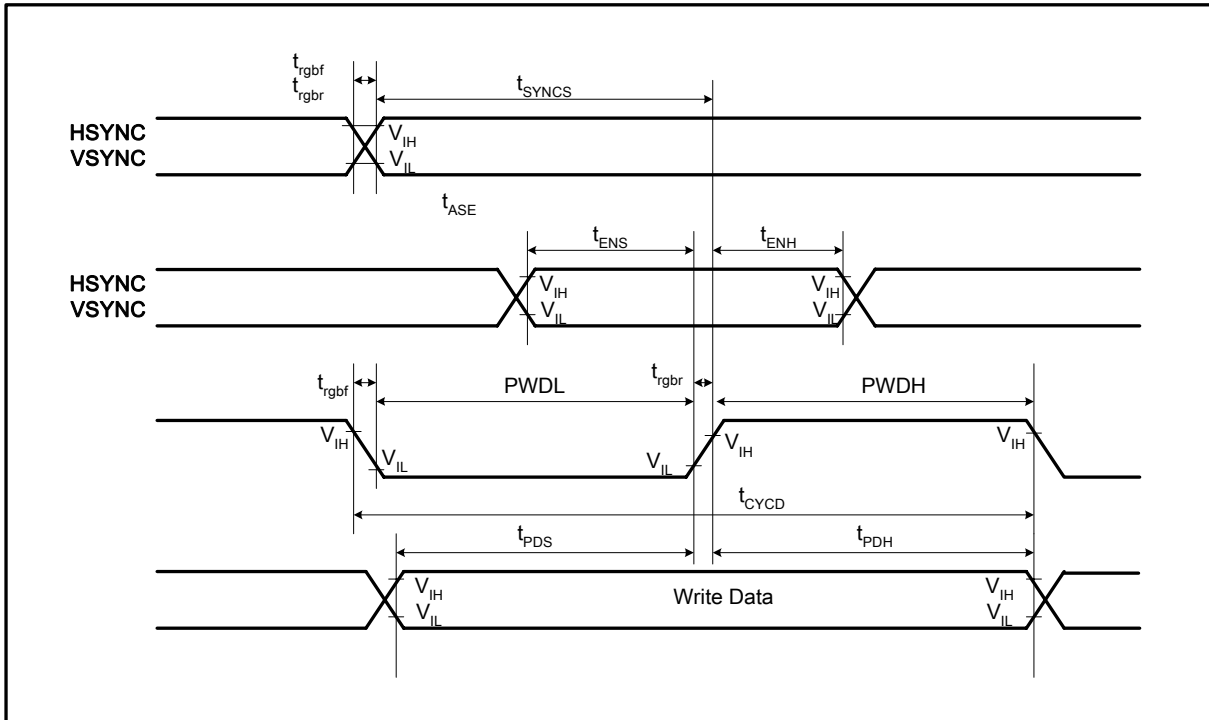 t_rgbf
t_rgbr
t_SYNCS
HSYNC
VSYNC
V_IH
V_IL
t_ASE
t_ENS
t_ENH
HSYNC
VSYNC
V_IH
V_IL
V_IH
V_IL
t_rgbf
PWDL
t_rgbr
PWDH
V_IH
V_IL
V_IL
V_IH
V_IH
t_CYCD
t_PDS
t_PDH
V_IH
V_IL
Write Data
V_IH
V_IL